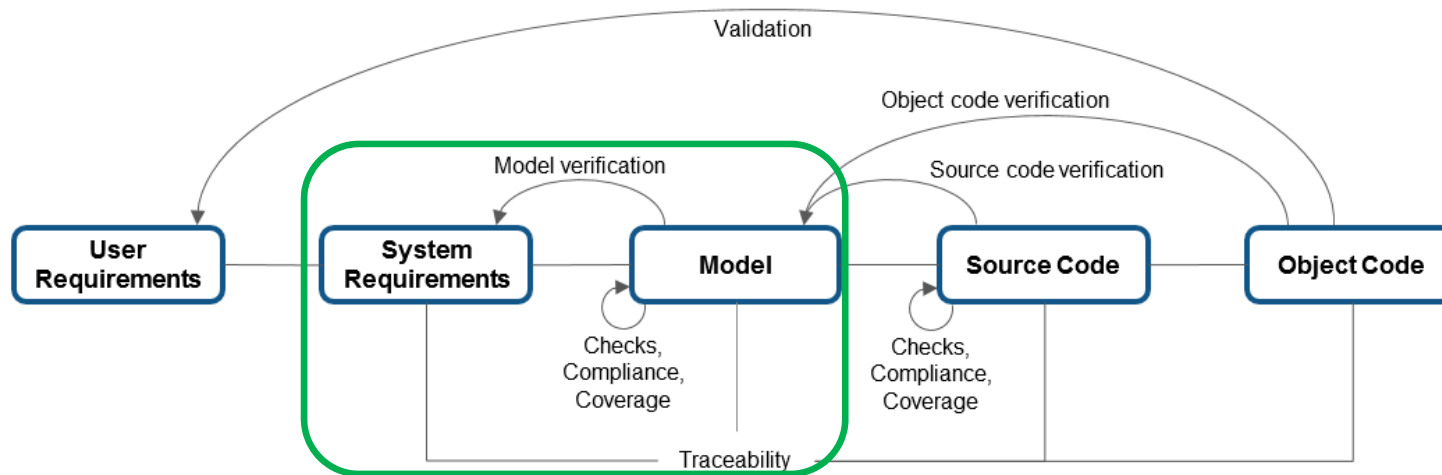 Validation
Object code verification
Model verification
Source code verification
User
Requirements
System
Requirements
Model
Source Code
Object Code
Checks,
Compliance,
Coverage
Checks,
Compliance,
Coverage
Traceability